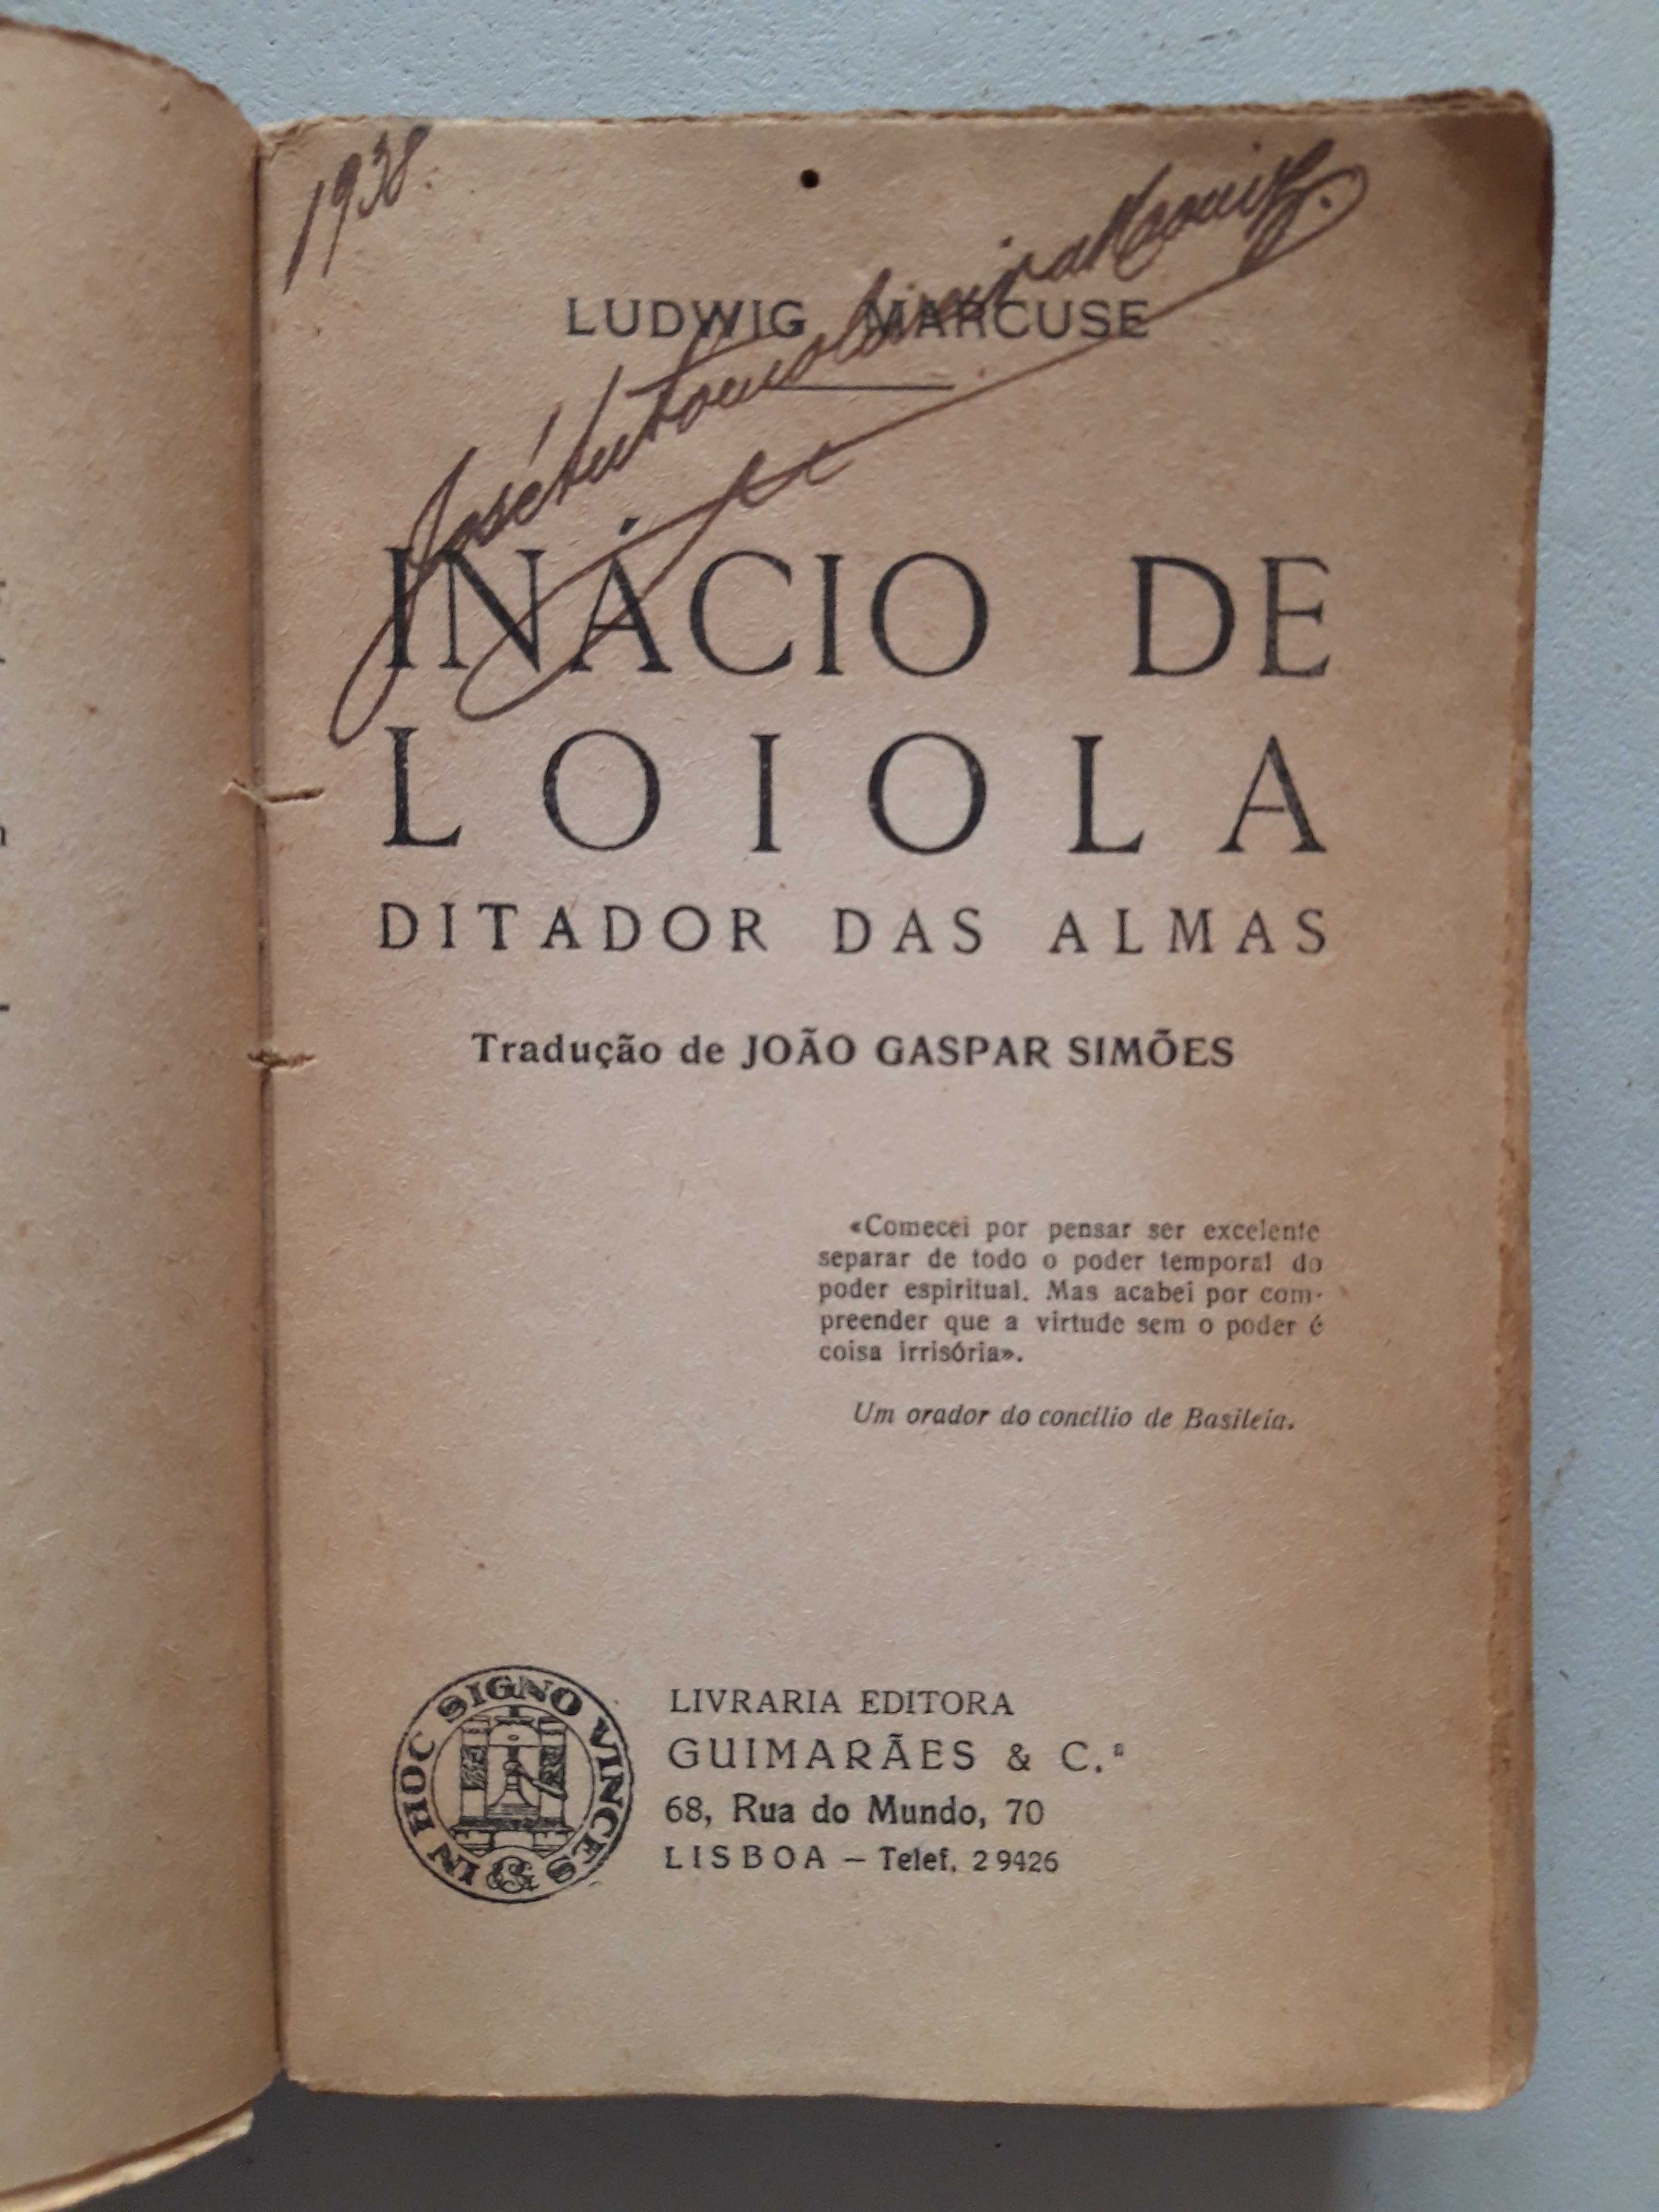 1938.
LUDWIG MARCUSE
José Antonio
INÁCIO DE
LOIOLA
DITADOR DAS ALMAS
Tradução de JOÃO GASPAR SIMÕES
«Comecei por pensar ser excelente
separar de todo o poder temporal do
poder espiritual. Mas acabei por com-
preender que a virtude sem o poder é
coisa irrisória».
Um orador do concílio de Basileia.
IN HOC SIGNO VINCES
LIVRARIA EDITORA
GUIMARÃES & C.ª
68, Rua do Mundo, 70
LISBOA — Telef. 29426